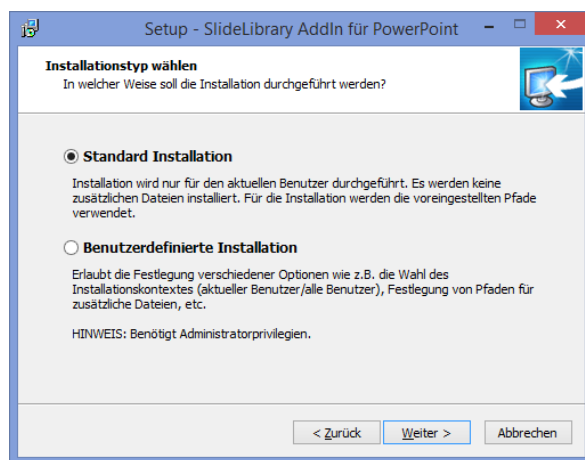 Setup - SlideLibrary AddIn für PowerPoint
Installationstyp wählen
In welcher Weise soll die Installation durchgeführt werden?
Standard Installation
Installation wird nur für den aktuellen Benutzer durchgeführt. Es werden keine
zusätzlichen Dateien installiert. Für die Installation werden die voreingestellten Pfade
verwendet.
Benutzerdefinierte Installation
Erlaubt die Festlegung verschiedener Optionen wie z.B. die Wahl des
Installationskontextes (aktueller Benutzer/alle Benutzer), Festlegung von Pfaden für
zusätzliche Dateien, etc.
HINWEIS: Benötigt Administratorprivilegien.
< Zurück Weiter > Abbrechen